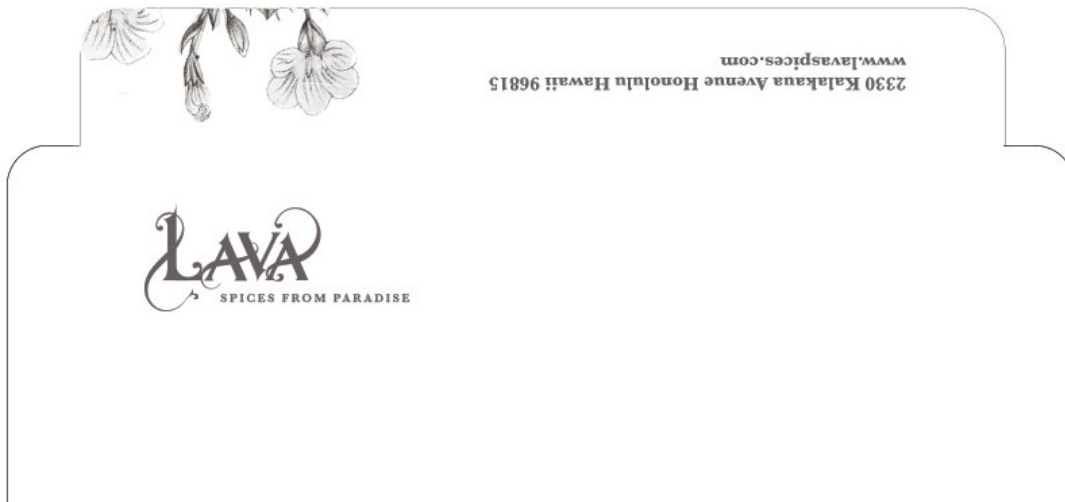 2330 Kalakaua Avenue Honolulu Hawaii 96815
www.lavaspices.com
LAVA
SPICES FROM PARADISE